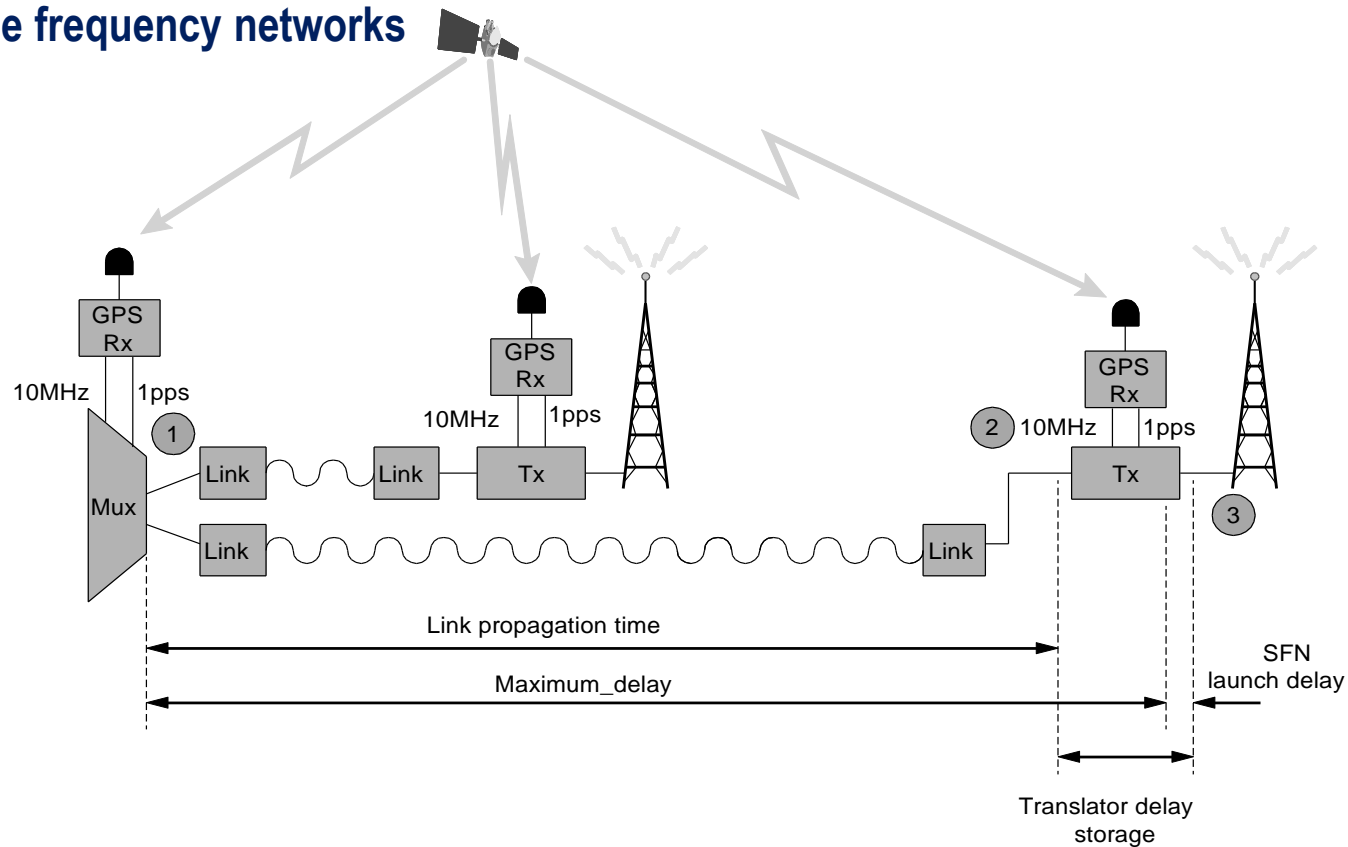 e frequency networks
GPS
Rx
10MHz
1pps
1
Mux
Link
Link
GPS
Rx
10MHz
1pps
Tx
Link
Link
GPS
Rx
2
10MHz
1pps
Tx
3
Link propagation time
Maximum_delay
SFN
launch delay
Translator delay
storage